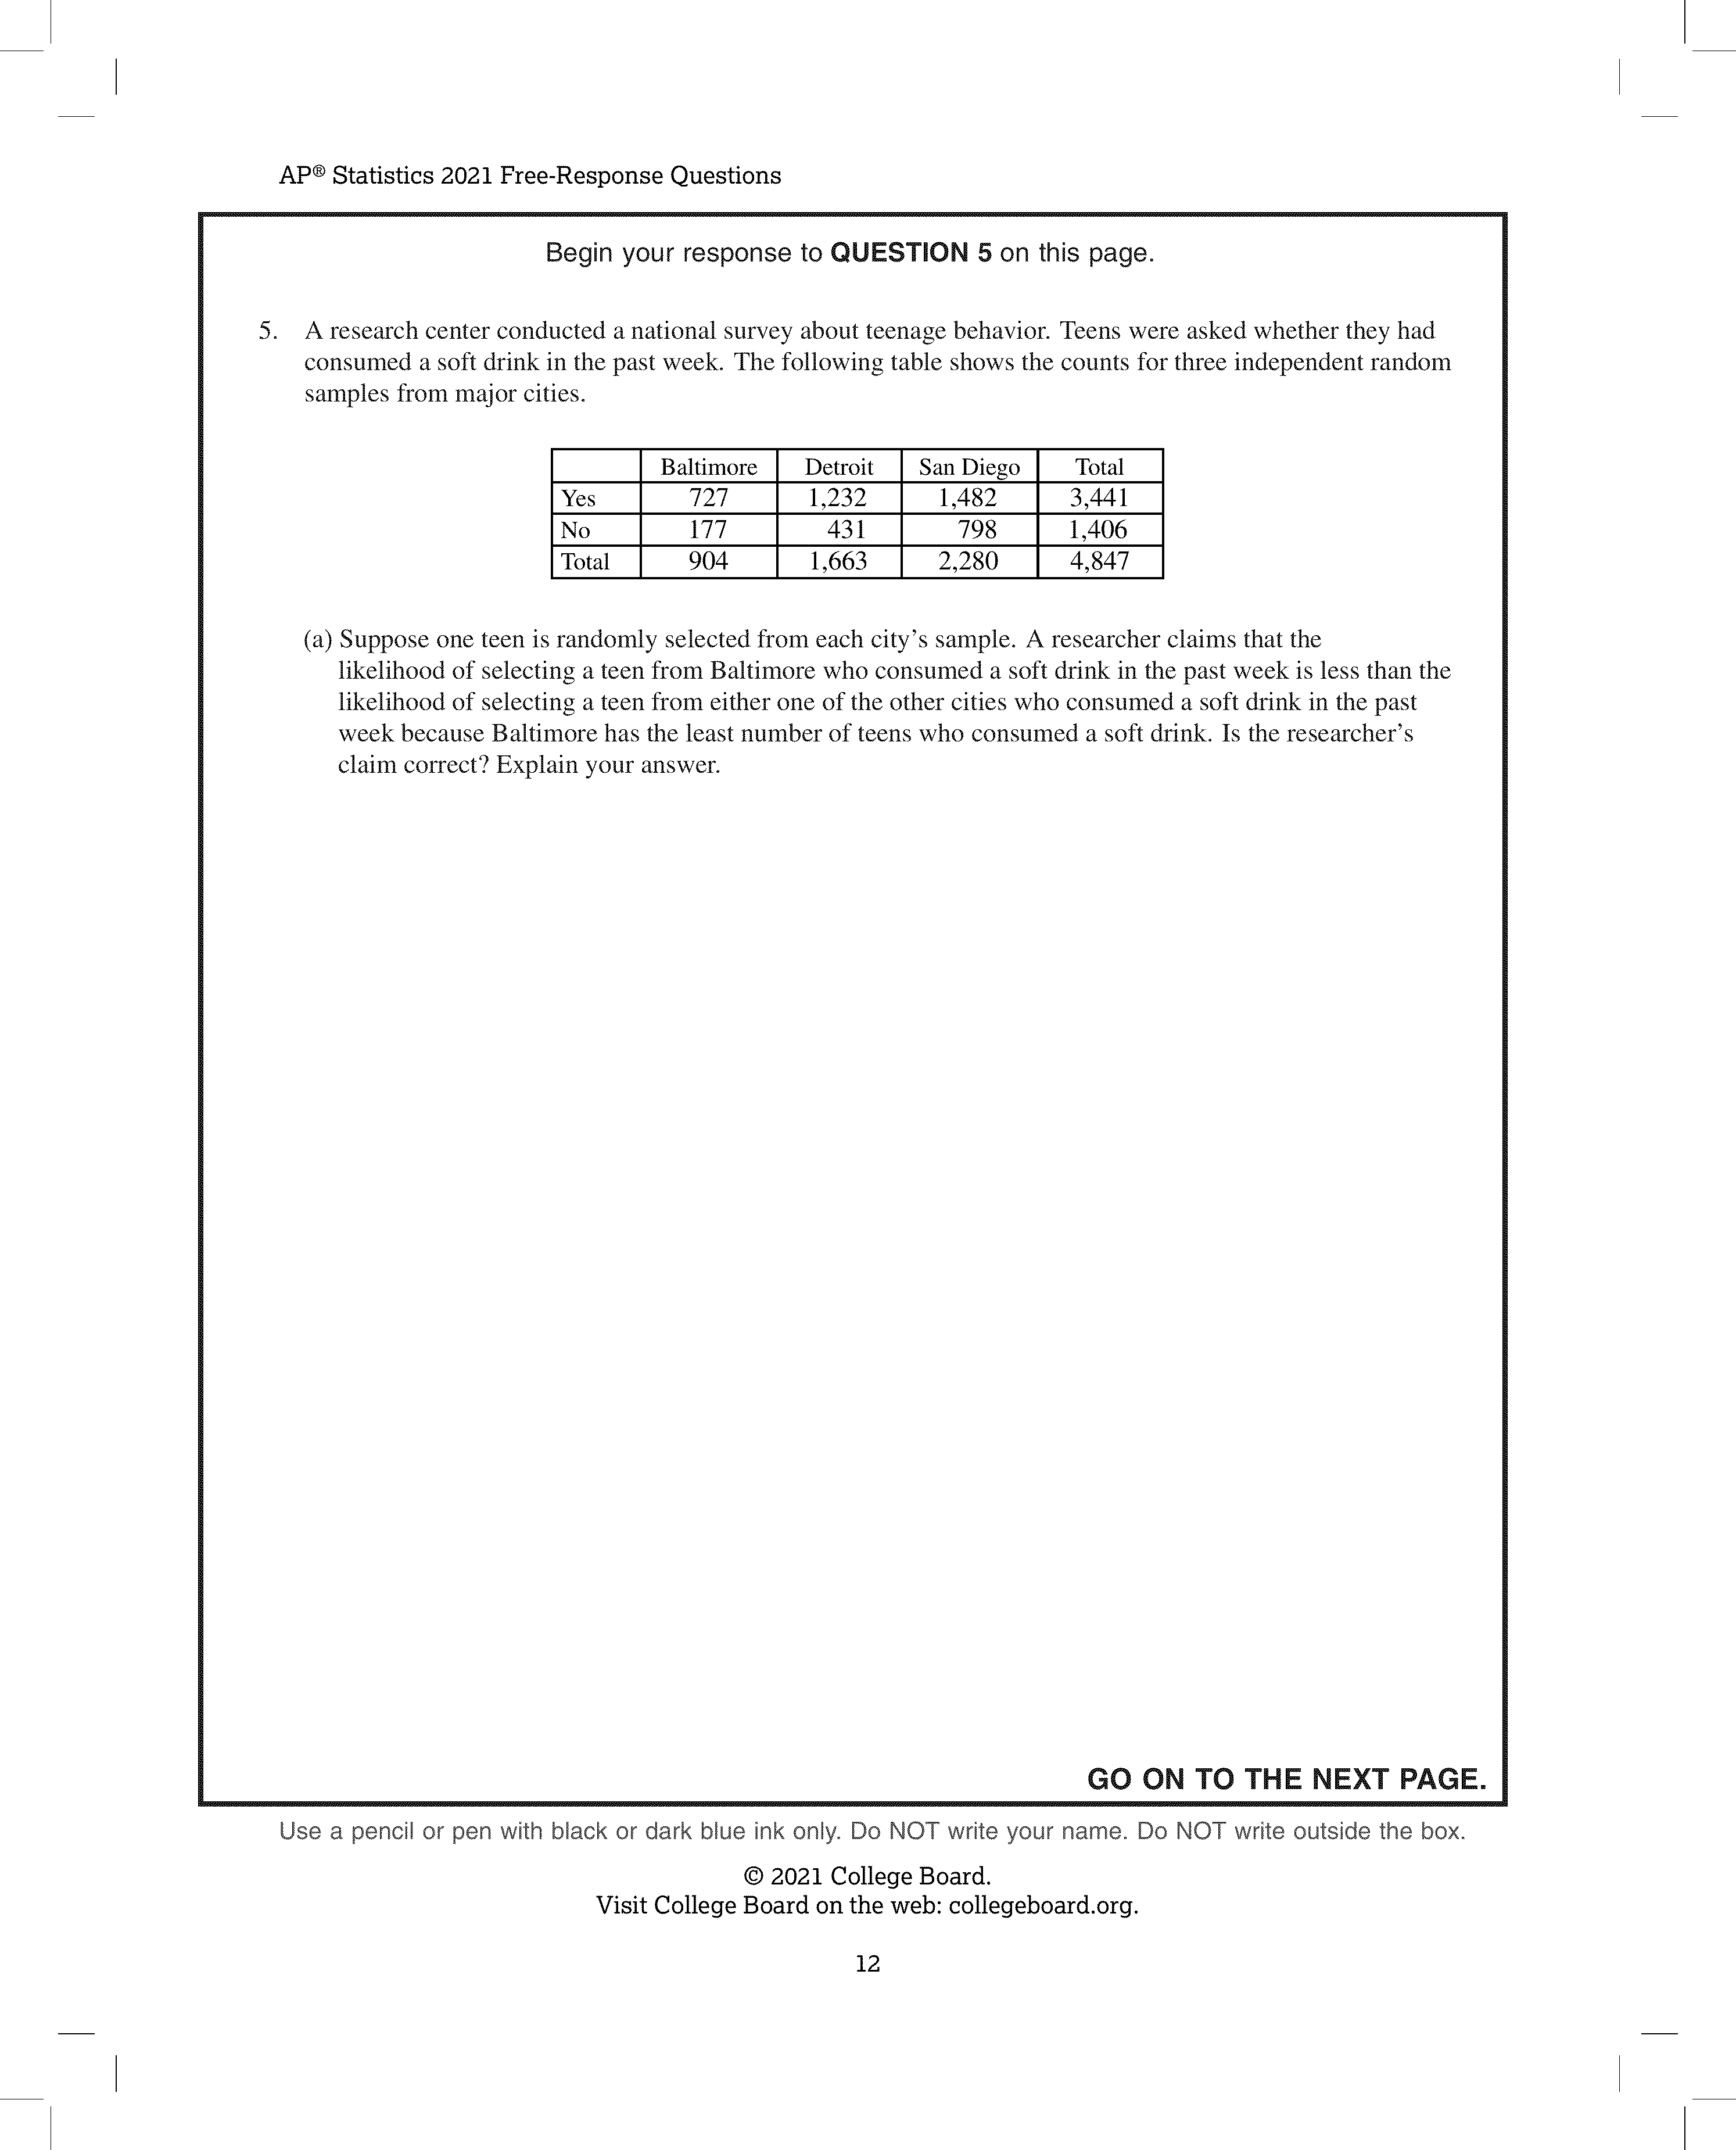 AP® Statistics 2021 Free-Response Questions
Begin your response to QUESTION 5 on this page.
5. A research center conducted a national survey about teenage behavior. Teens were asked whether they had
consumed a soft drink in the past week. The following table shows the counts for three independent random
samples from major cities.
Baltimore Detroit San Diego Total
Yes 727 1,232 1,482 3,441
No 177 431 798 1,406
Total 904 1,663 2,280 4,847
(a) Suppose one teen is randomly selected from each city’s sample. A researcher claims that the
likelihood of selecting a teen from Baltimore who consumed a soft drink in the past week is less than the
likelihood of selecting a teen from either one of the other cities who consumed a soft drink in the past
week because Baltimore has the least number of teens who consumed a soft drink. Is the researcher’s
claim correct? Explain your answer.
GO ON TO THE NEXT PAGE.
Use a pencil or pen with black or dark blue ink only. Do NOT write your name. Do NOT write outside the box.
© 2021 College Board.
Visit College Board on the web: collegeboard.org.
12